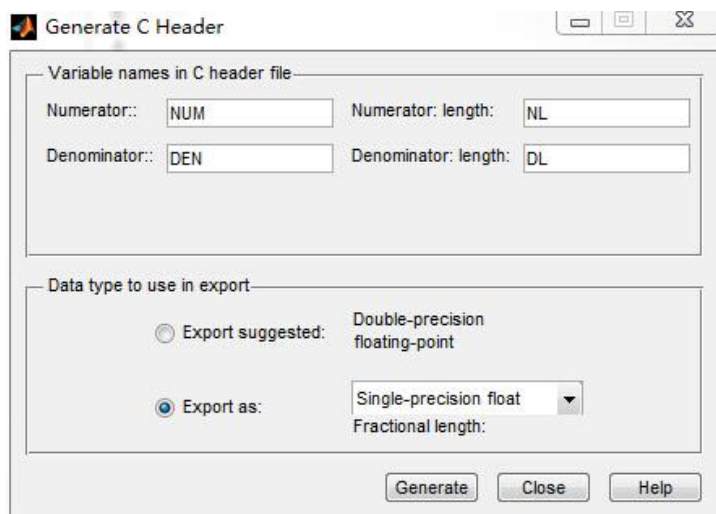 Generate C Header
Variable names in C header file
Numerator:: NUM Numerator: length: NL
Denominator:: DEN Denominator: length: DL
Data type to use in export
Export suggested: Double-precision
floating-point
Export as: Single-precision float
Fractional length:
Generate Close Help